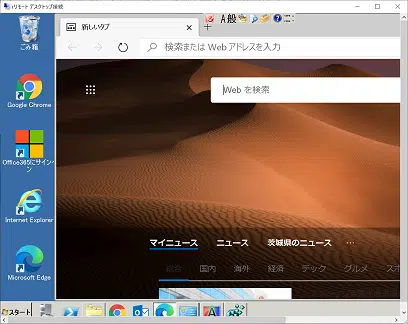 リモート デスクトップ接続
ごみ箱
新しいタブ
A 般
検索または Web アドレスを入力
Google Chrome
Web を検索
Office365にサインイン
Internet Explorer
マイニュース ニュース 茨城県のニュース ...
国内 海外 経済 テック グルメ スポ
Microsoft Edge
スタート